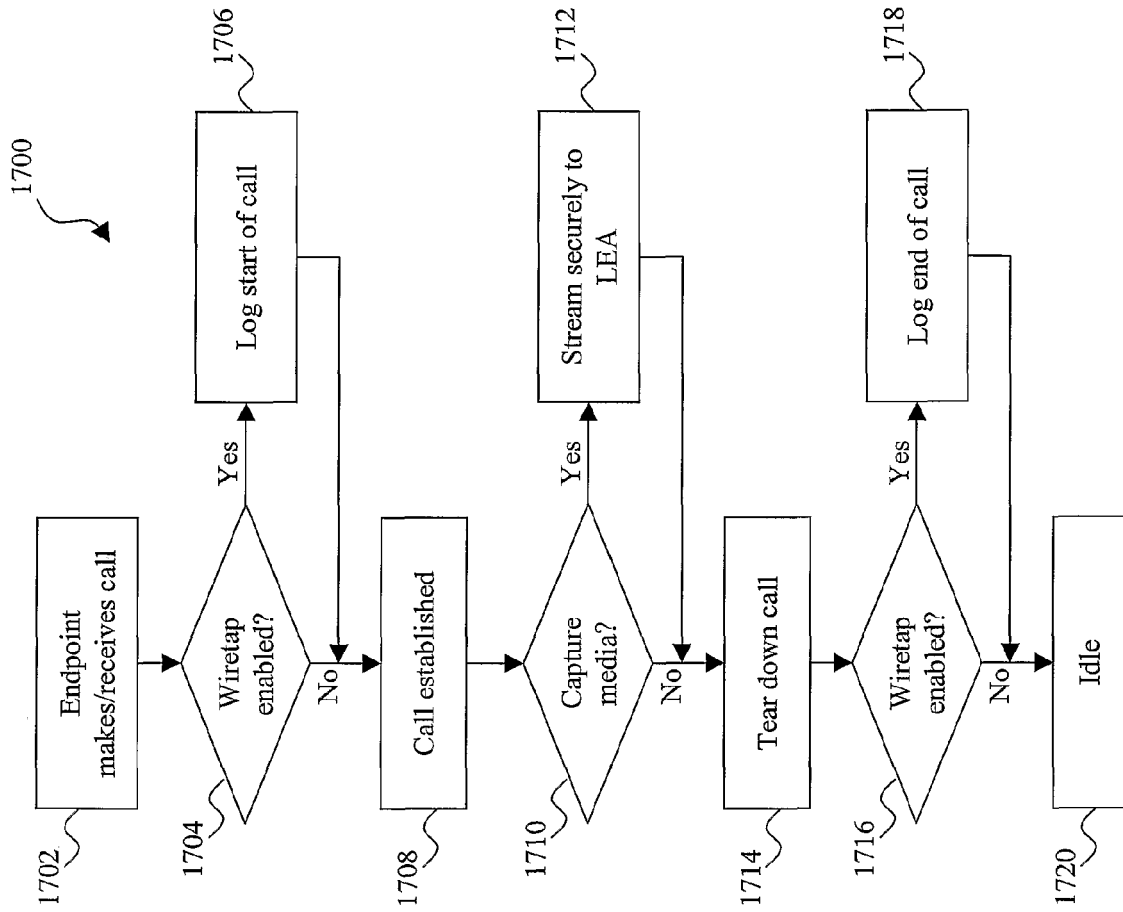 1700
1702
Endpoint
makes/receives call
1704
Wiretap
enabled?
Yes
1706
Log start of call
No
1708
Call established
1710
Capture
media?
Yes
1712
Stream securely to
LEA
No
1714
Tear down call
1716
Wiretap
enabled?
Yes
1718
Log end of call
No
1720
Idle